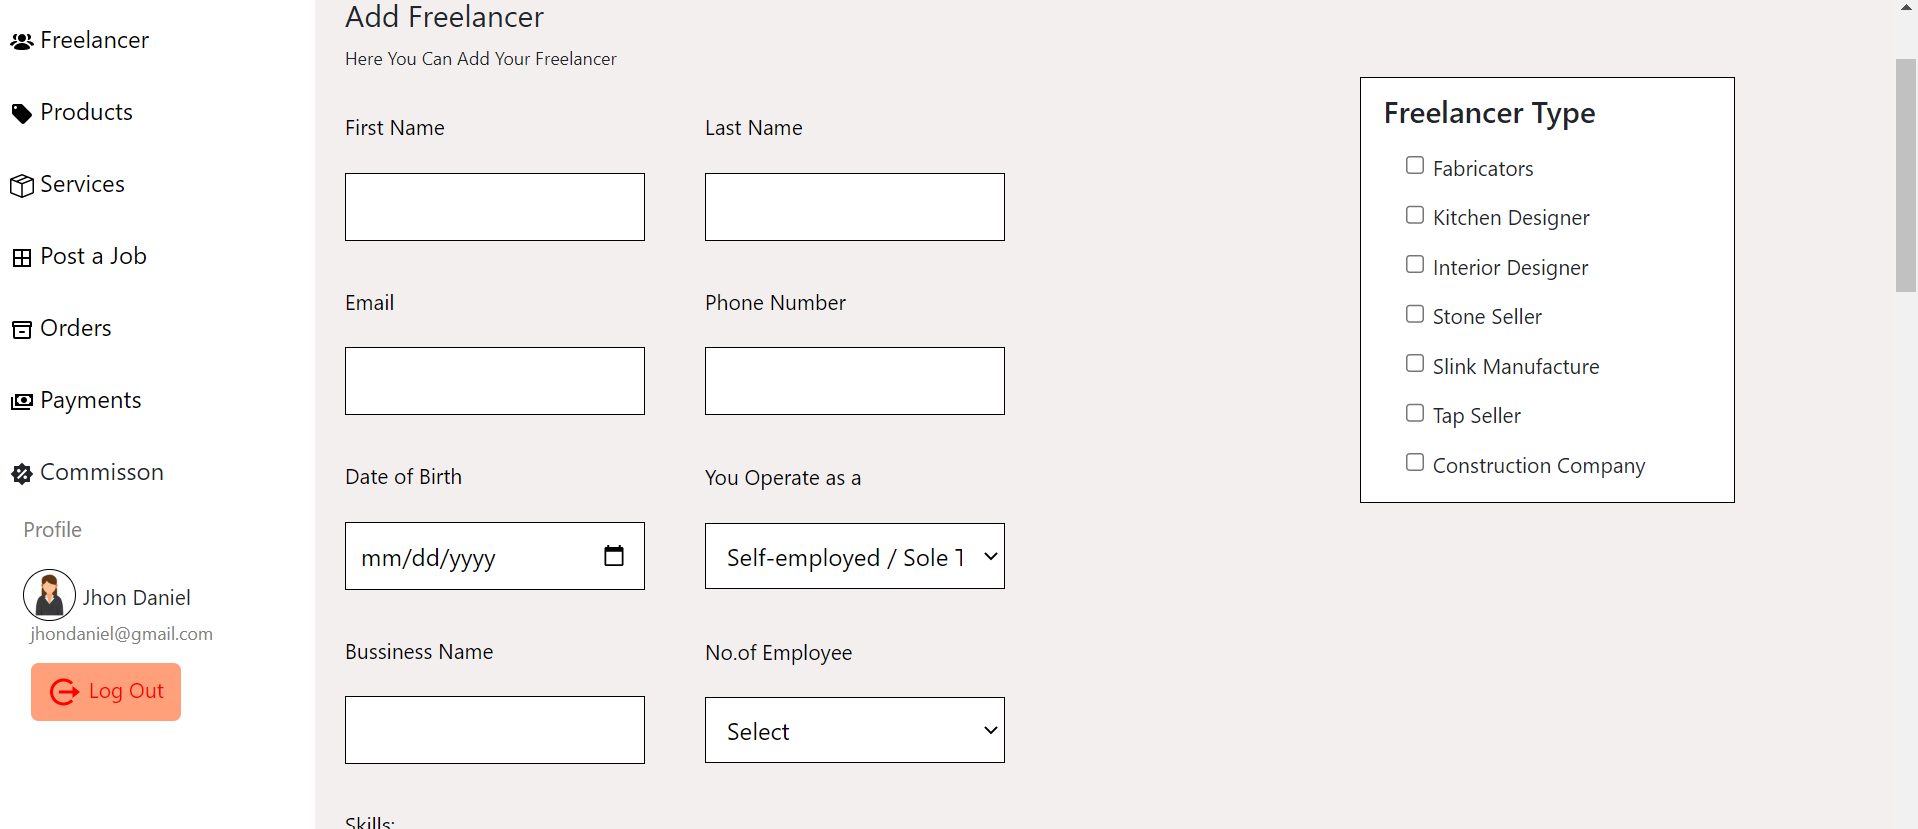 Freelancer
Products
Services
Post a Job
Orders
Payments
Commisson
Profile
Jhon Daniel
jhondaniel@gmail.com
Log Out
Add Freelancer
Here You Can Add Your Freelancer
First Name
Last Name
Email
Phone Number
Date of Birth
You Operate as a
mm/dd/yyyy
Self-employed / Sole T
Bussiness Name
No.of Employee
Select
Skills:
Freelancer Type
Fabricators
Kitchen Designer
Interior Designer
Stone Seller
Slink Manufacture
Tap Seller
Construction Company